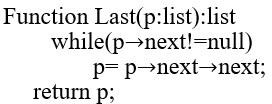 Function Last(p:list):list
while(p→next!=null)
p= p→next→next;
return p;